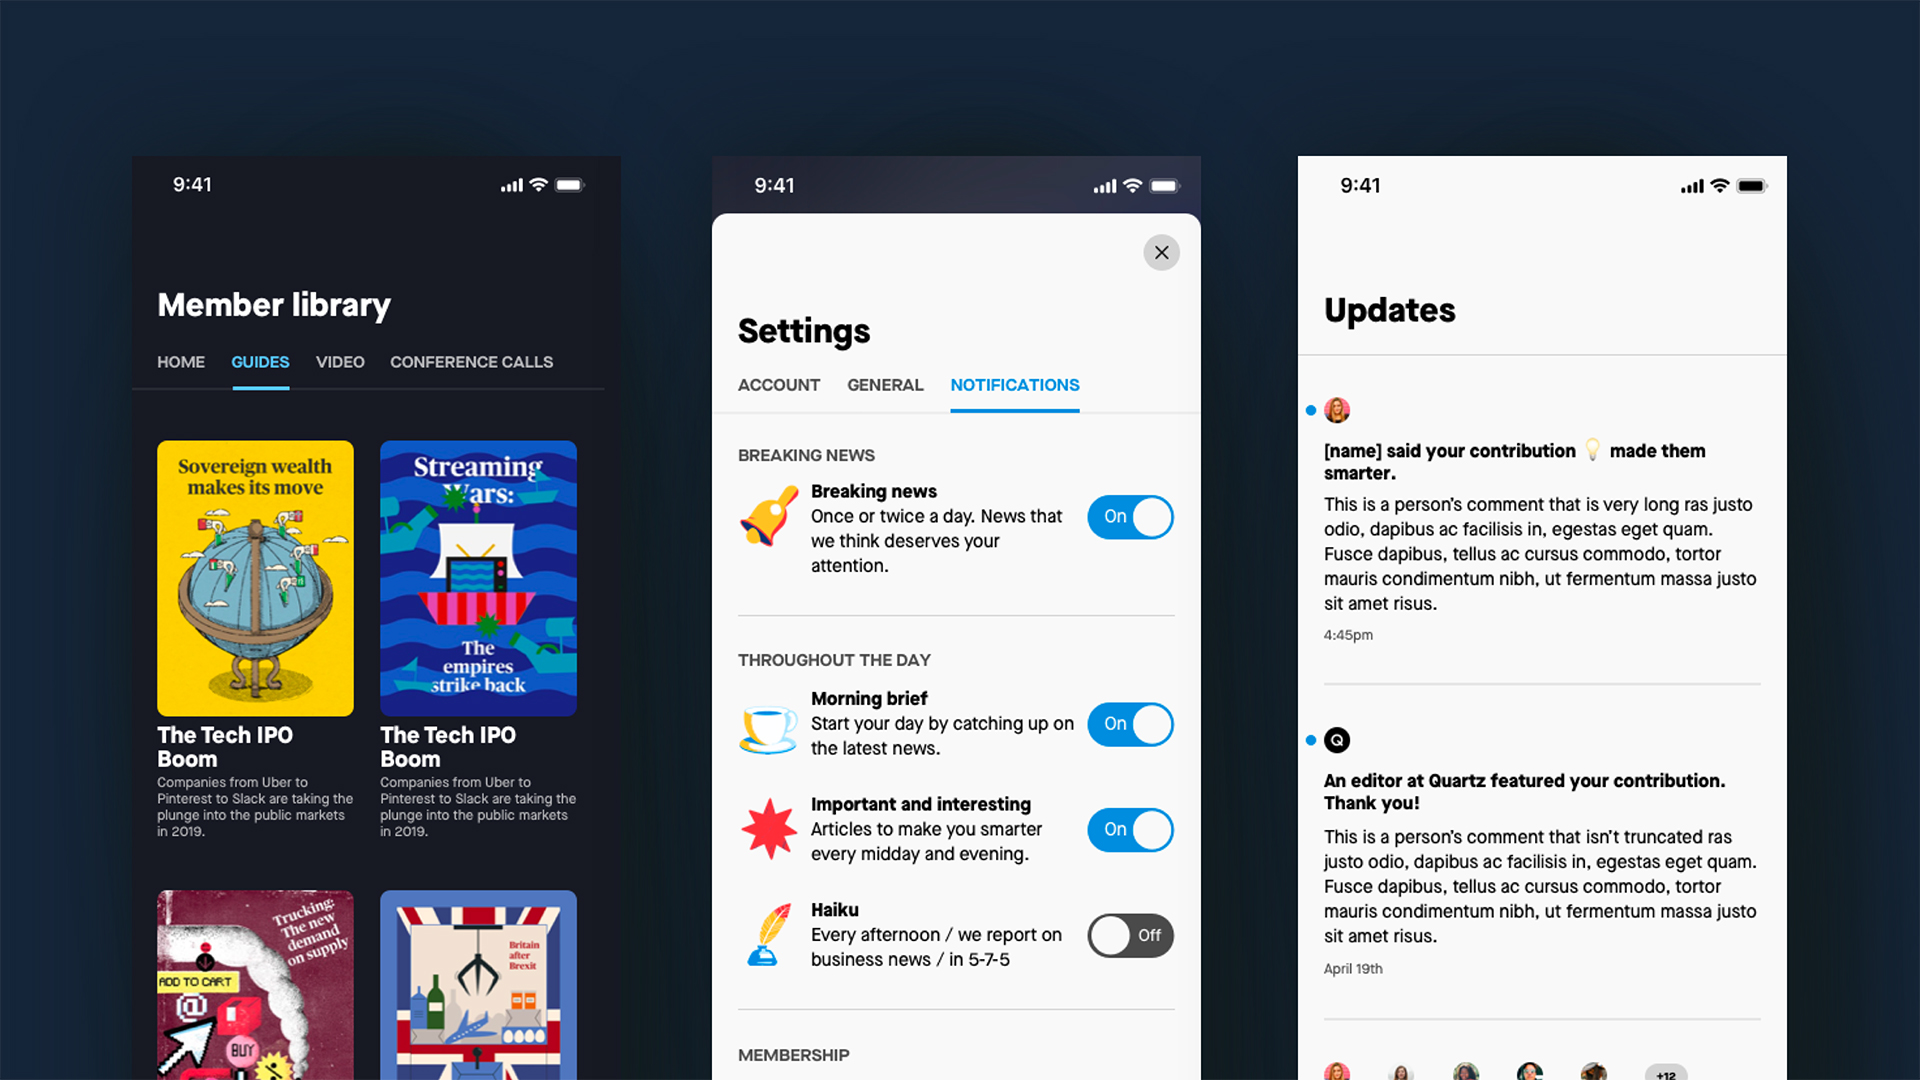 9:41
Member library
HOME GUIDES VIDEO CONFERENCE CALLS
Sovereign wealth
makes its move
The Tech IPO
Boom
Companies from Uber to
Pinterest to Slack are taking the
plunge into the public markets
in 2019.
Streaming
Wars:
The
empires
strike back
The Tech IPO
Boom
Companies from Uber to
Pinterest to Slack are taking the
plunge into the public markets
in 2019.
Trucking:
The new
demand
on supply
ADD TO CART
@
BUY
%
Britain
after
Brexit
9:41
Settings
ACCOUNT GENERAL NOTIFICATIONS
BREAKING NEWS
Breaking news
Once or twice a day. News that
we think deserves your
attention.
On
THROUGHOUT THE DAY
Morning brief
Start your day by catching up on
the latest news.
On
Important and interesting
Articles to make you smarter
every midday and evening.
On
Haiku
Every afternoon / we report on
business news / in 5-7-5
Off
MEMBERSHIP
9:41
Updates
[name] said your contribution 💡 made them
smarter.
This is a person’s comment that is very long ras justo
odio, dapibus ac facilisis in, egestas eget quam.
Fusce dapibus, tellus ac cursus commodo, tortor
mauris condimentum nibh, ut fermentum massa justo
sit amet risus.
4:45pm
Q
An editor at Quartz featured your contribution.
Thank you!
This is a person’s comment that isn’t truncated ras
justo odio, dapibus ac facilisis in, egestas eget quam.
Fusce dapibus, tellus ac cursus commodo, tortor
mauris condimentum nibh, ut fermentum massa justo
sit amet risus.
April 19th
+12